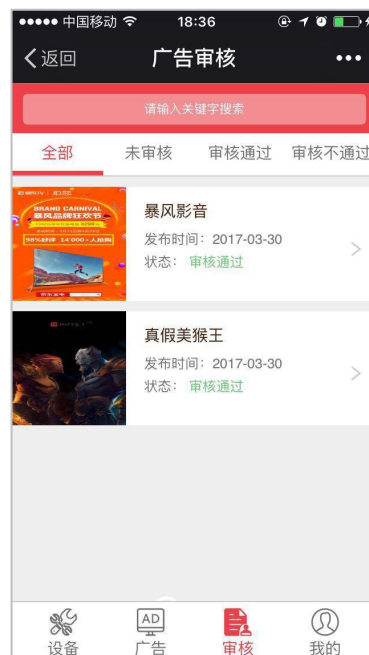 中国移动 18:36
返回 广告审核
请输入关键字搜索
全部 未审核 审核通过 审核不通过
BRAND CARNIVAL
暴风品牌狂欢节
暴风影音
发布时间：2017-03-30
状态： 审核通过
真假美猴王
发布时间：2017-03-30
状态： 审核通过
AD
设备 广告 审核 我的